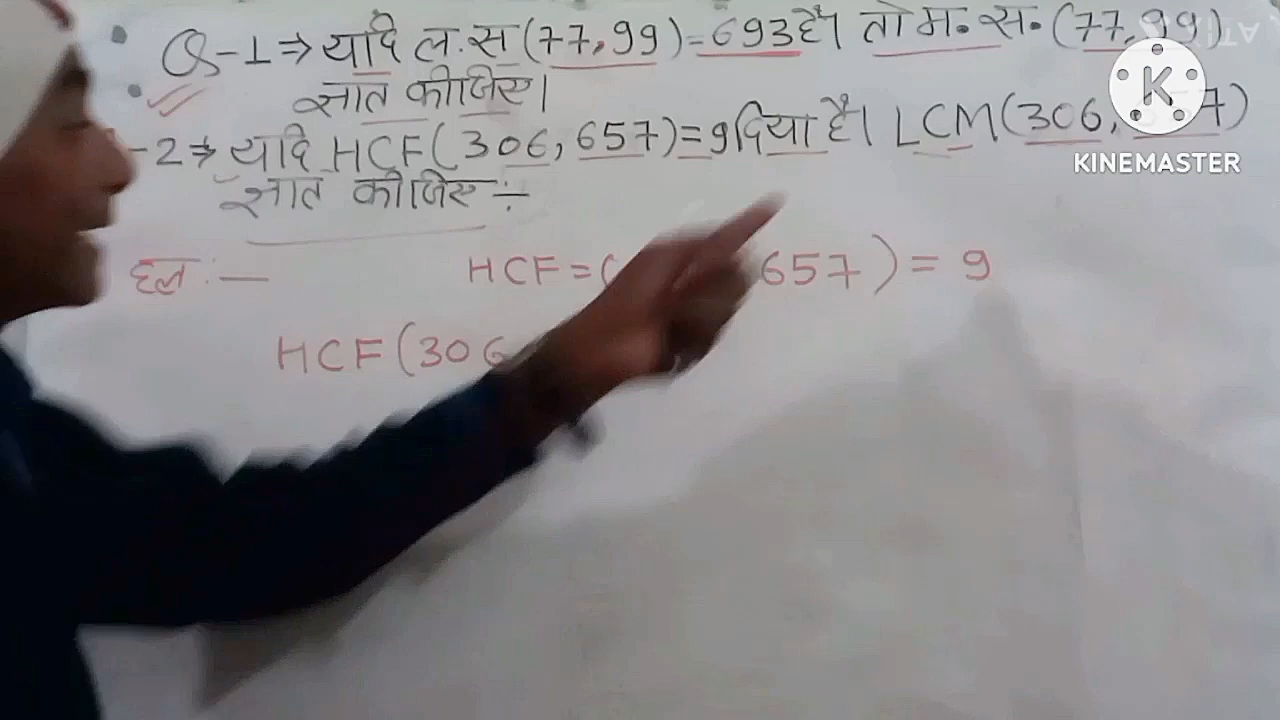 Q-1⇒ यदि ल.स (77,99)=693 है। तो म.स. (77,99)
ज्ञात कीजिए।
-2⇒ यदि HCF(306, 657)=9 दिया है। LCM(306,
ज्ञात कीजिए ÷
हल :— HCF=( 657)=9
HCF(306
KINEMASTER